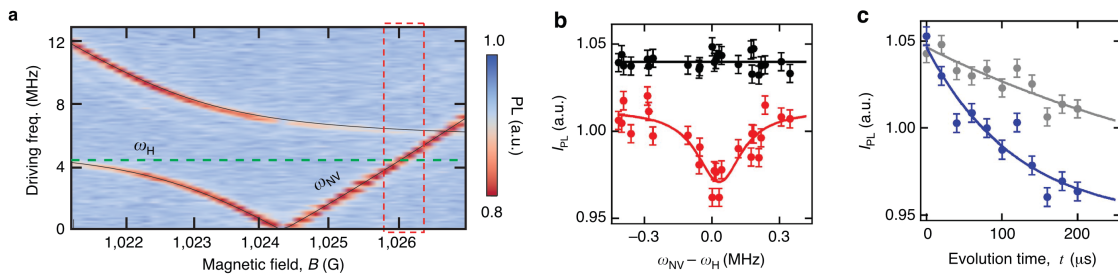 a
Driving freq. (MHz)
12
8
4
0
ω_H
ω_NV
1,022
1,023
1,024
1,025
1,026
Magnetic field, B (G)
1.0
PL (a.u.)
0.8
b
I_PL (a.u.)
1.05
1.00
0.95
−0.3
0.0
0.3
ω_NV − ω_H (MHz)
c
I_PL (a.u.)
1.05
1.00
0.95
0
100
200
Evolution time, t (μs)